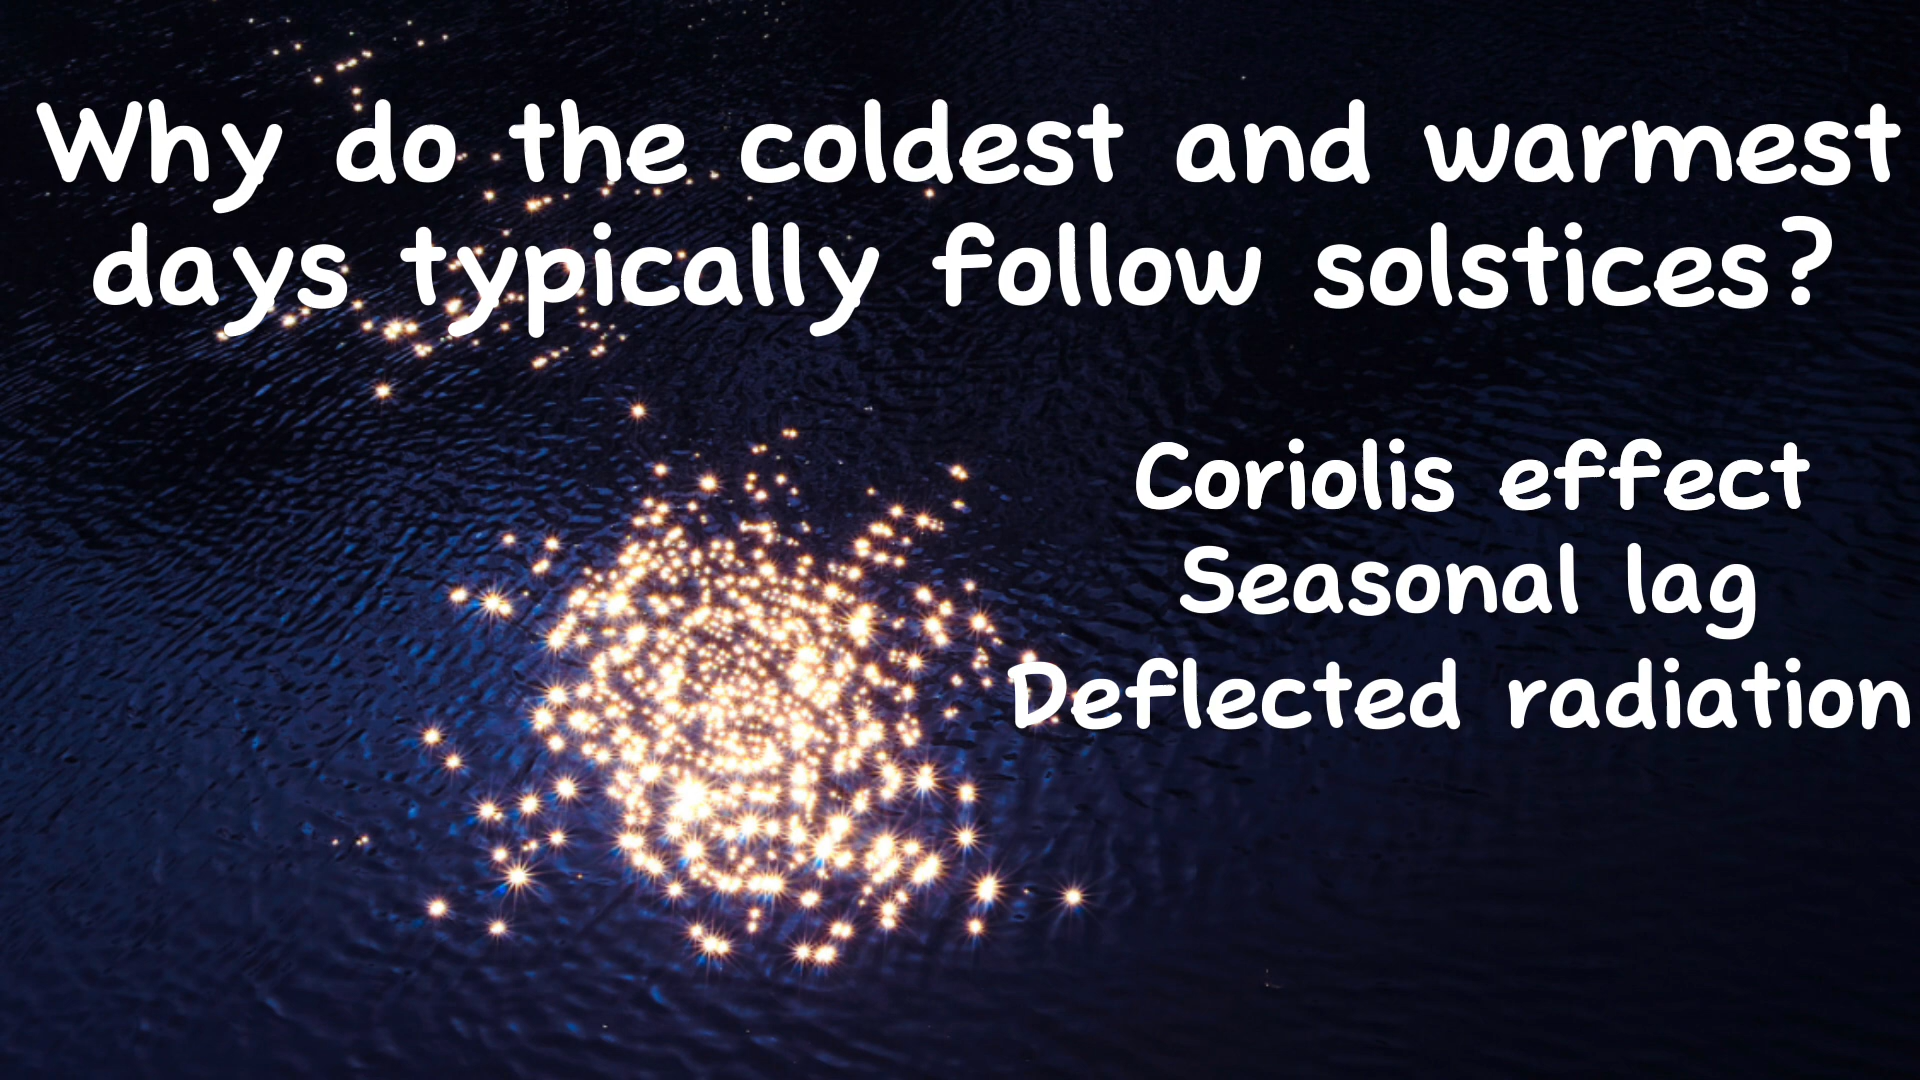 Why do the coldest and warmest
days typically follow solstices?
Coriolis effect
Seasonal lag
Deflected radiation